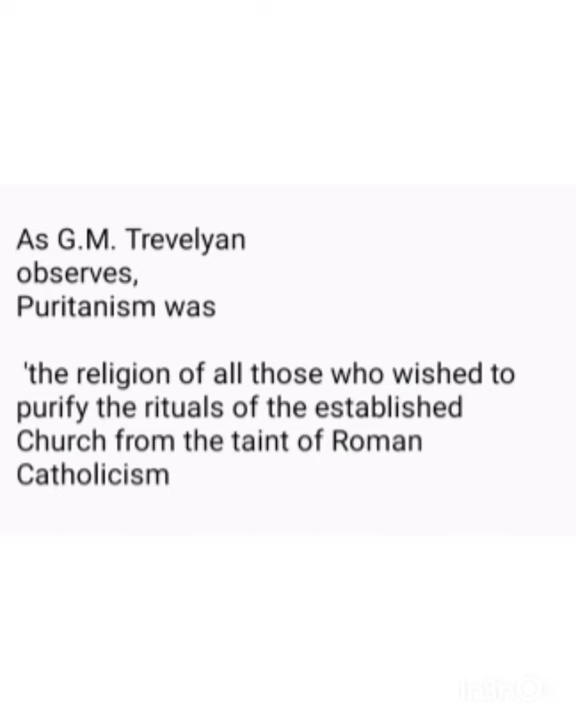 As G.M. Trevelyan
observes,
Puritanism was
'the religion of all those who wished to
purify the rituals of the established
Church from the taint of Roman
Catholicism